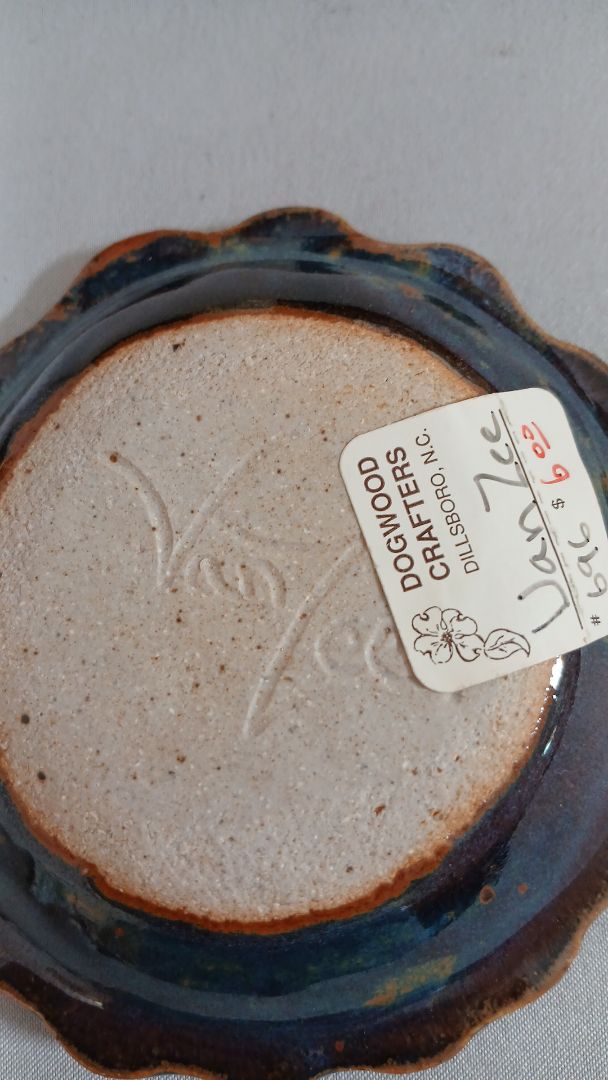 Van Zee
DOGWOOD
CRAFTERS
DILLSBORO, N.C.
Van Zee
$ 6.00
# 696